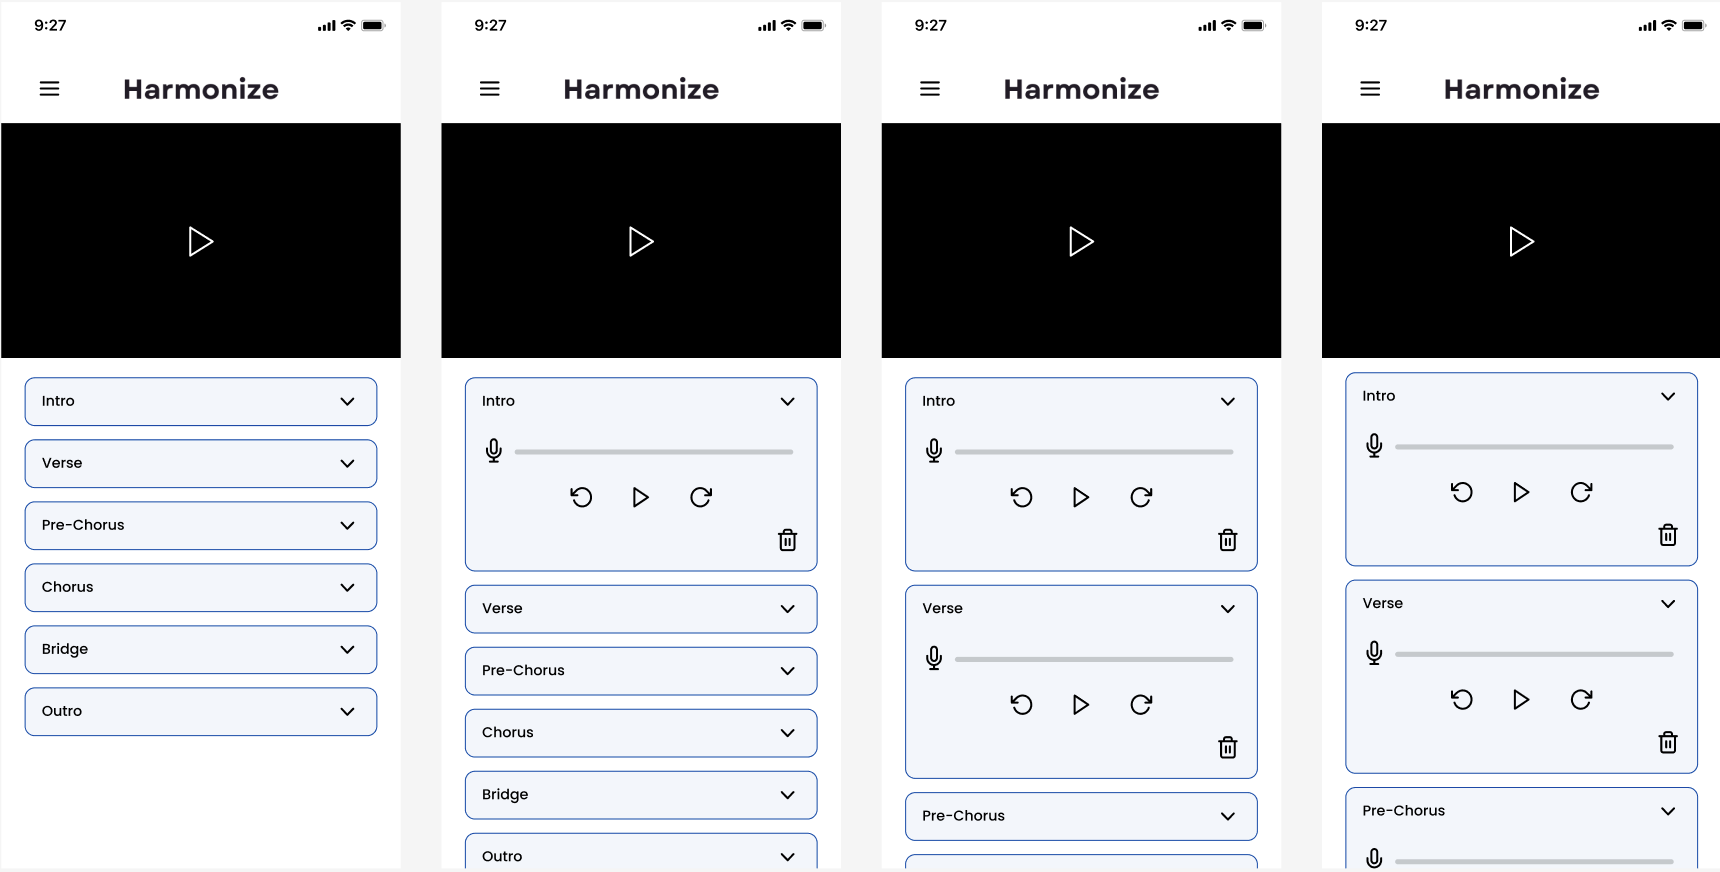 9:27
Harmonize
Intro
Verse
Pre-Chorus
Chorus
Bridge
Outro
9:27
Harmonize
Intro
Verse
Pre-Chorus
Chorus
Bridge
Outro
9:27
Harmonize
Intro
Verse
Pre-Chorus
9:27
Harmonize
Intro
Verse
Pre-Chorus